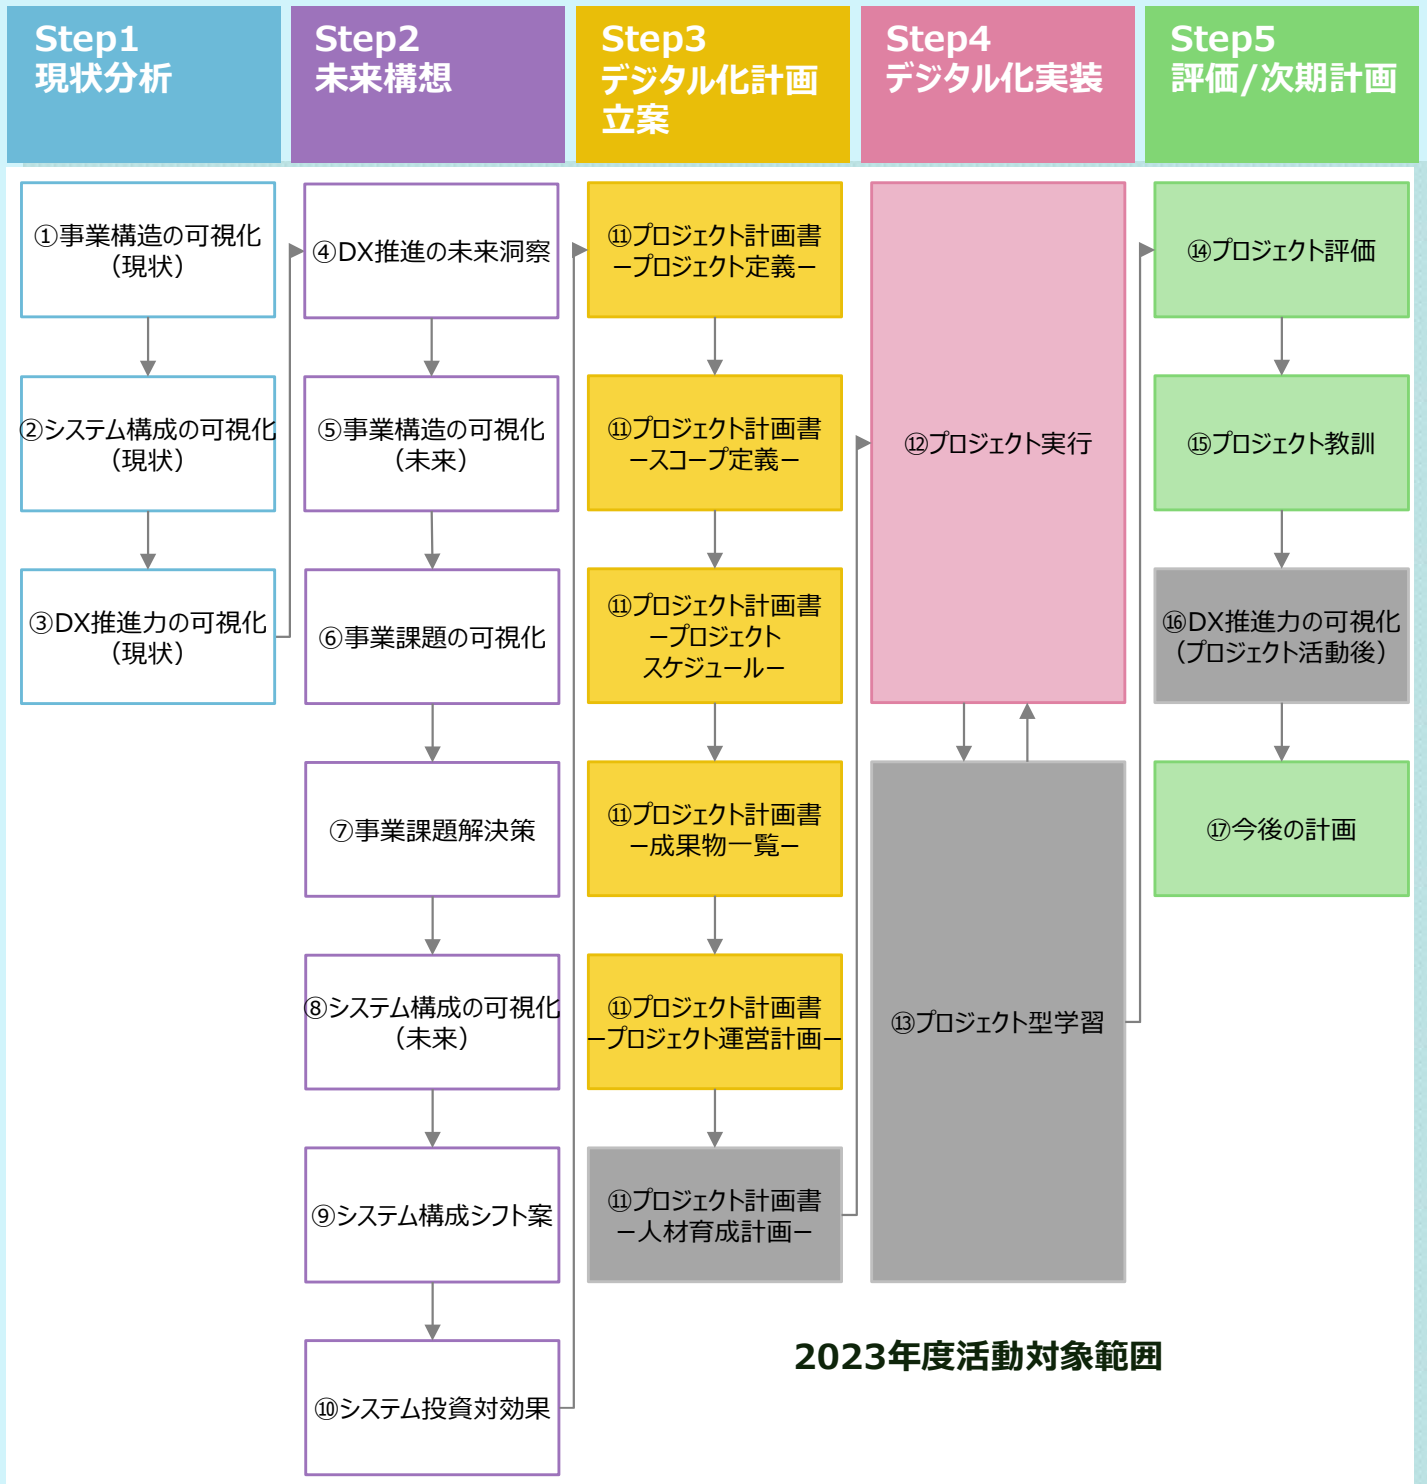 Step1
現状分析
Step2
未来構想
Step3
デジタル化計画
立案
Step4
デジタル化実装
Step5
評価/次期計画
①事業構造の可視化
（現状）
②システム構成の可視化
（現状）
③DX推進力の可視化
（現状）
④DX推進の未来洞察
⑤事業構造の可視化
（未来）
⑥事業課題の可視化
⑦事業課題解決策
⑧システム構成の可視化
（未来）
⑨システム構成シフト案
⑩システム投資対効果
⑪プロジェクト計画書
－プロジェクト定義－
⑪プロジェクト計画書
－スコープ定義－
⑪プロジェクト計画書
－プロジェクト
スケジュール－
⑪プロジェクト計画書
－成果物一覧－
⑪プロジェクト計画書
－プロジェクト運営計画－
⑪プロジェクト計画書
－人材育成計画－
⑫プロジェクト実行
⑬プロジェクト型学習
⑭プロジェクト評価
⑮プロジェクト教訓
⑯DX推進力の可視化
（プロジェクト活動後）
⑰今後の計画
2023年度活動対象範囲